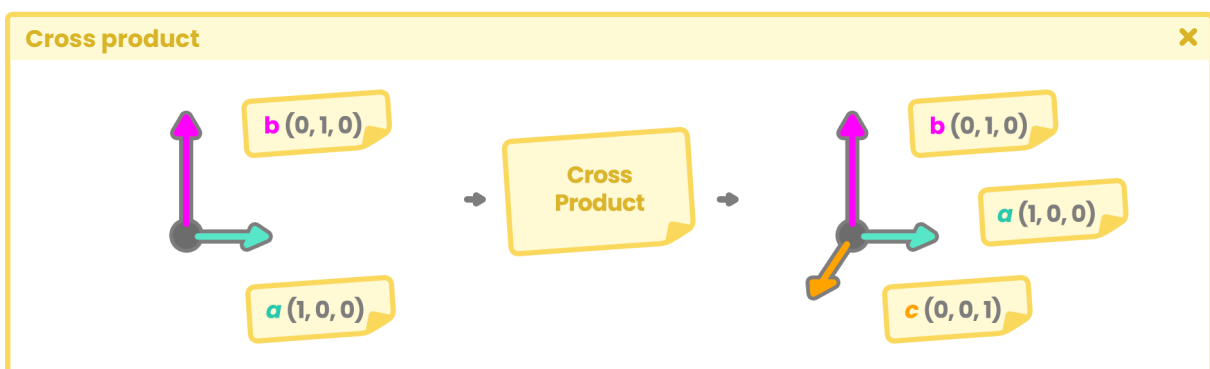 Cross product
b (0, 1, 0)
Cross
Product
a (1, 0, 0)
b (0, 1, 0)
a (1, 0, 0)
c (0, 0, 1)